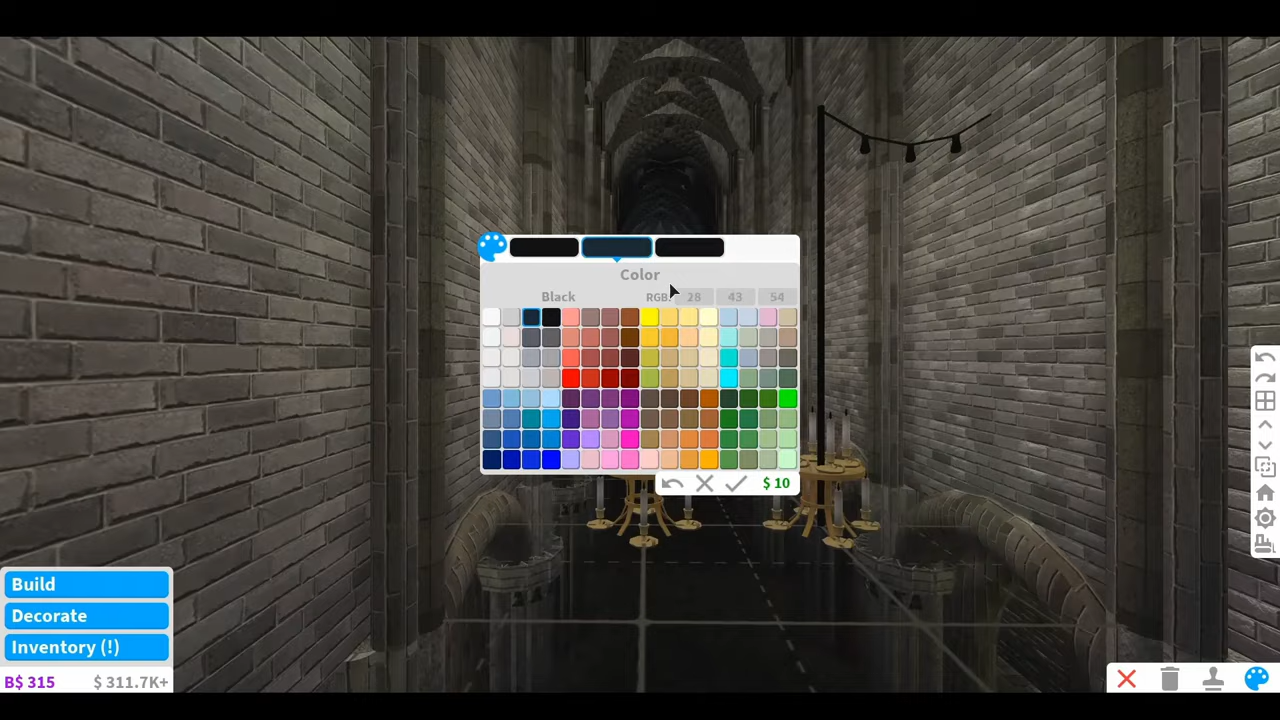 Color
Black RGB: 28 43 54
$ 10
Build
Decorate
Inventory (!)
B$ 315 $ 311.7K+